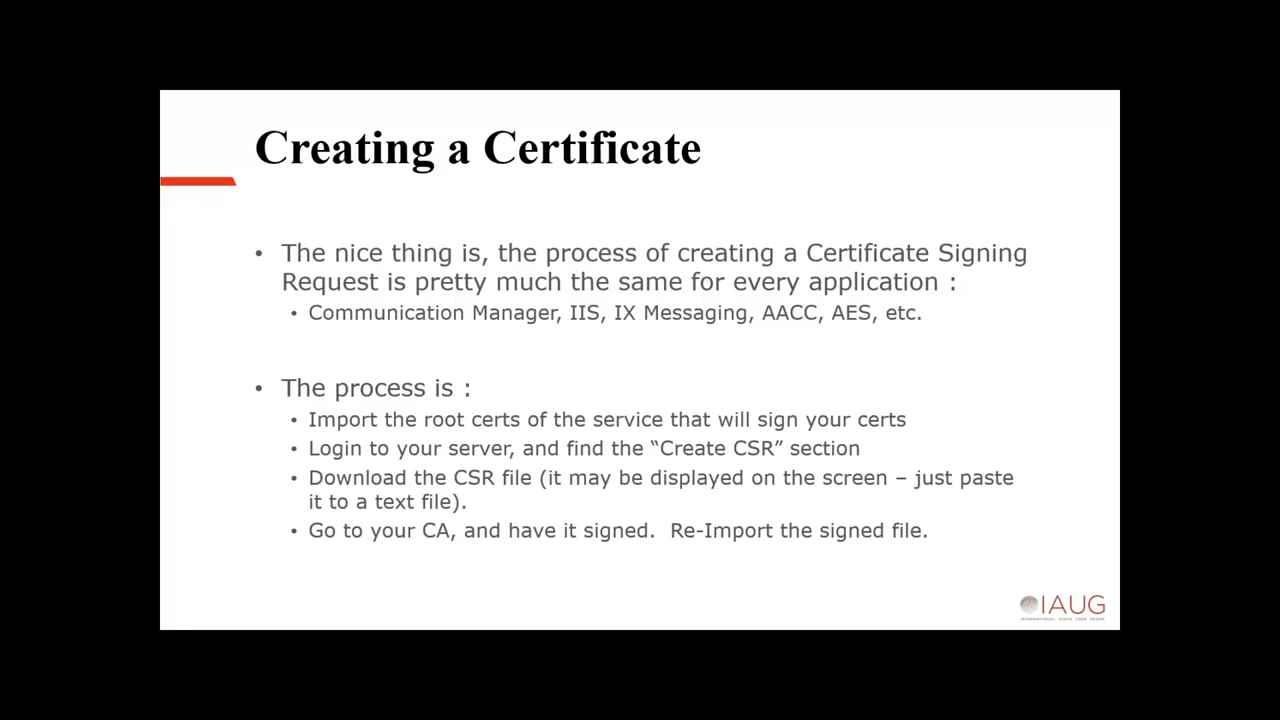 Creating a Certificate
• The nice thing is, the process of creating a Certificate Signing
Request is pretty much the same for every application :
• Communication Manager, IIS, IX Messaging, AACC, AES, etc.
• The process is :
• Import the root certs of the service that will sign your certs
• Login to your server, and find the “Create CSR” section
• Download the CSR file (it may be displayed on the screen – just paste
it to a text file).
• Go to your CA, and have it signed.  Re-Import the signed file.
IAUG
INTERNATIONAL AVAYA USER GROUP